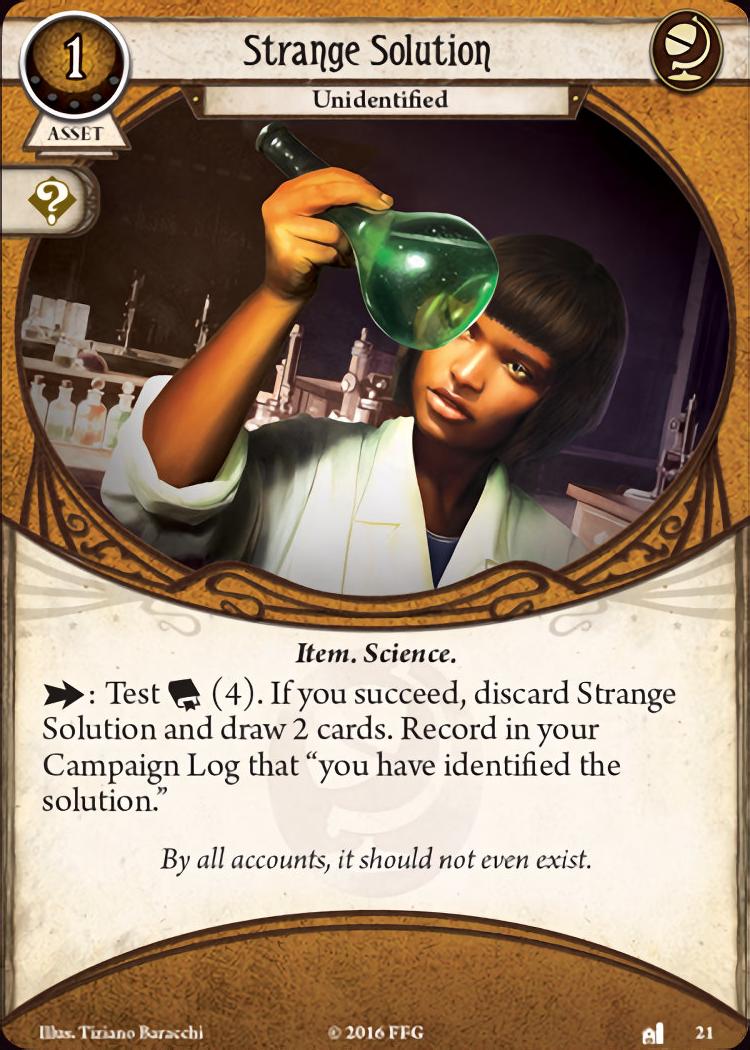 1
Strange Solution
Unidentified
ASSET
?
Item. Science.
: Test (4). If you succeed, discard Strange
Solution and draw 2 cards. Record in your
Campaign Log that “you have identified the
solution.”
By all accounts, it should not even exist.
Illus. Tiziano Baracchi © 2016 FFG 21